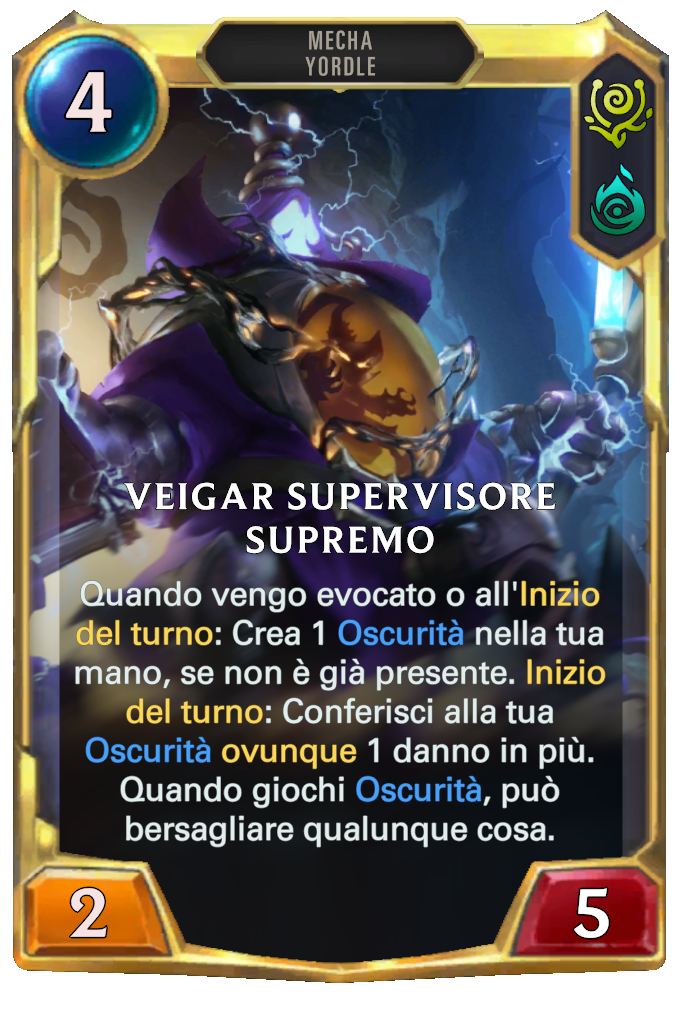 MECHA
YORDLE
4
VEIGAR SUPERVISORE
SUPREMO
Quando vengo evocato o all'Inizio
del turno: Crea 1 Oscurità nella tua
mano, se non è già presente. Inizio
del turno: Conferisci alla tua
Oscurità ovunque 1 danno in più.
Quando giochi Oscurità, può
bersagliare qualunque cosa.
2
5